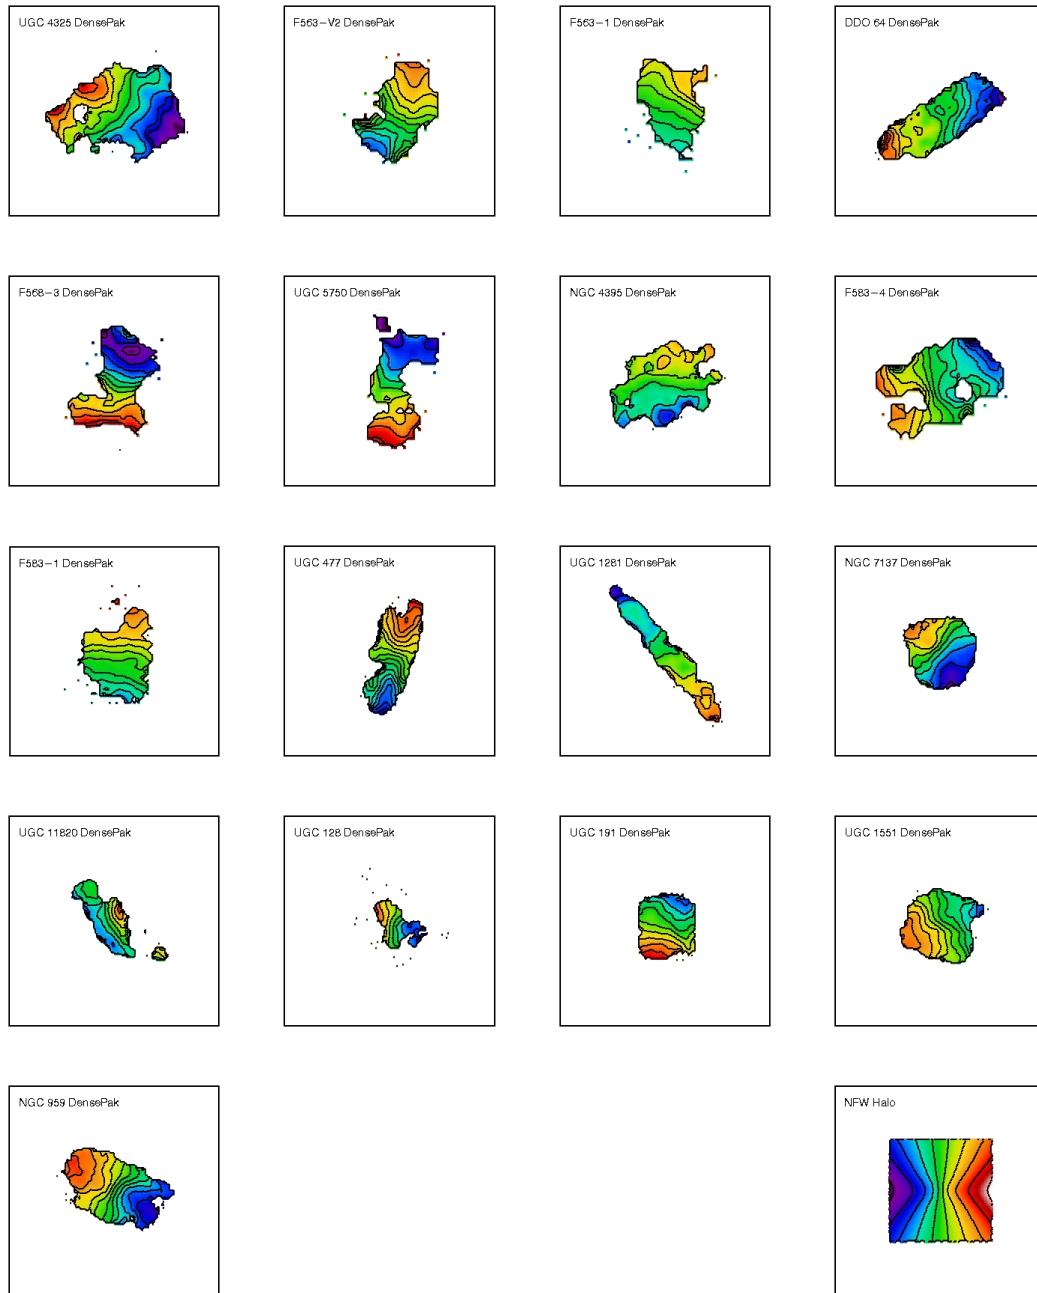 UGC 4325 DensePak
F563−V2 DensePak
F563−1 DensePak
DDO 64 DensePak
F568−3 DensePak
UGC 5750 DensePak
NGC 4395 DensePak
F583−4 DensePak
F583−1 DensePak
UGC 477 DensePak
UGC 1281 DensePak
NGC 7137 DensePak
UGC 11820 DensePak
UGC 128 DensePak
UGC 191 DensePak
UGC 1551 DensePak
NGC 959 DensePak
NFW Halo